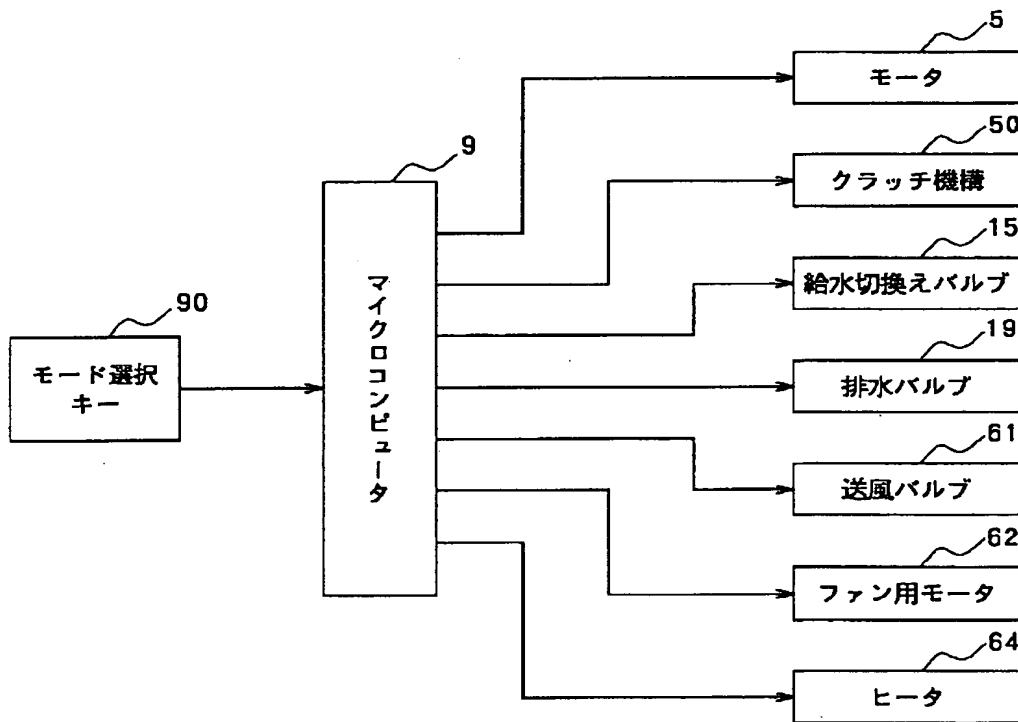 5
モータ
50
クラッチ機構
15
給水切換えバルブ
19
排水バルブ
61
送風バルブ
62
ファン用モータ
64
ヒータ
9
マイクロコンピュータ
90
モード選択
キー